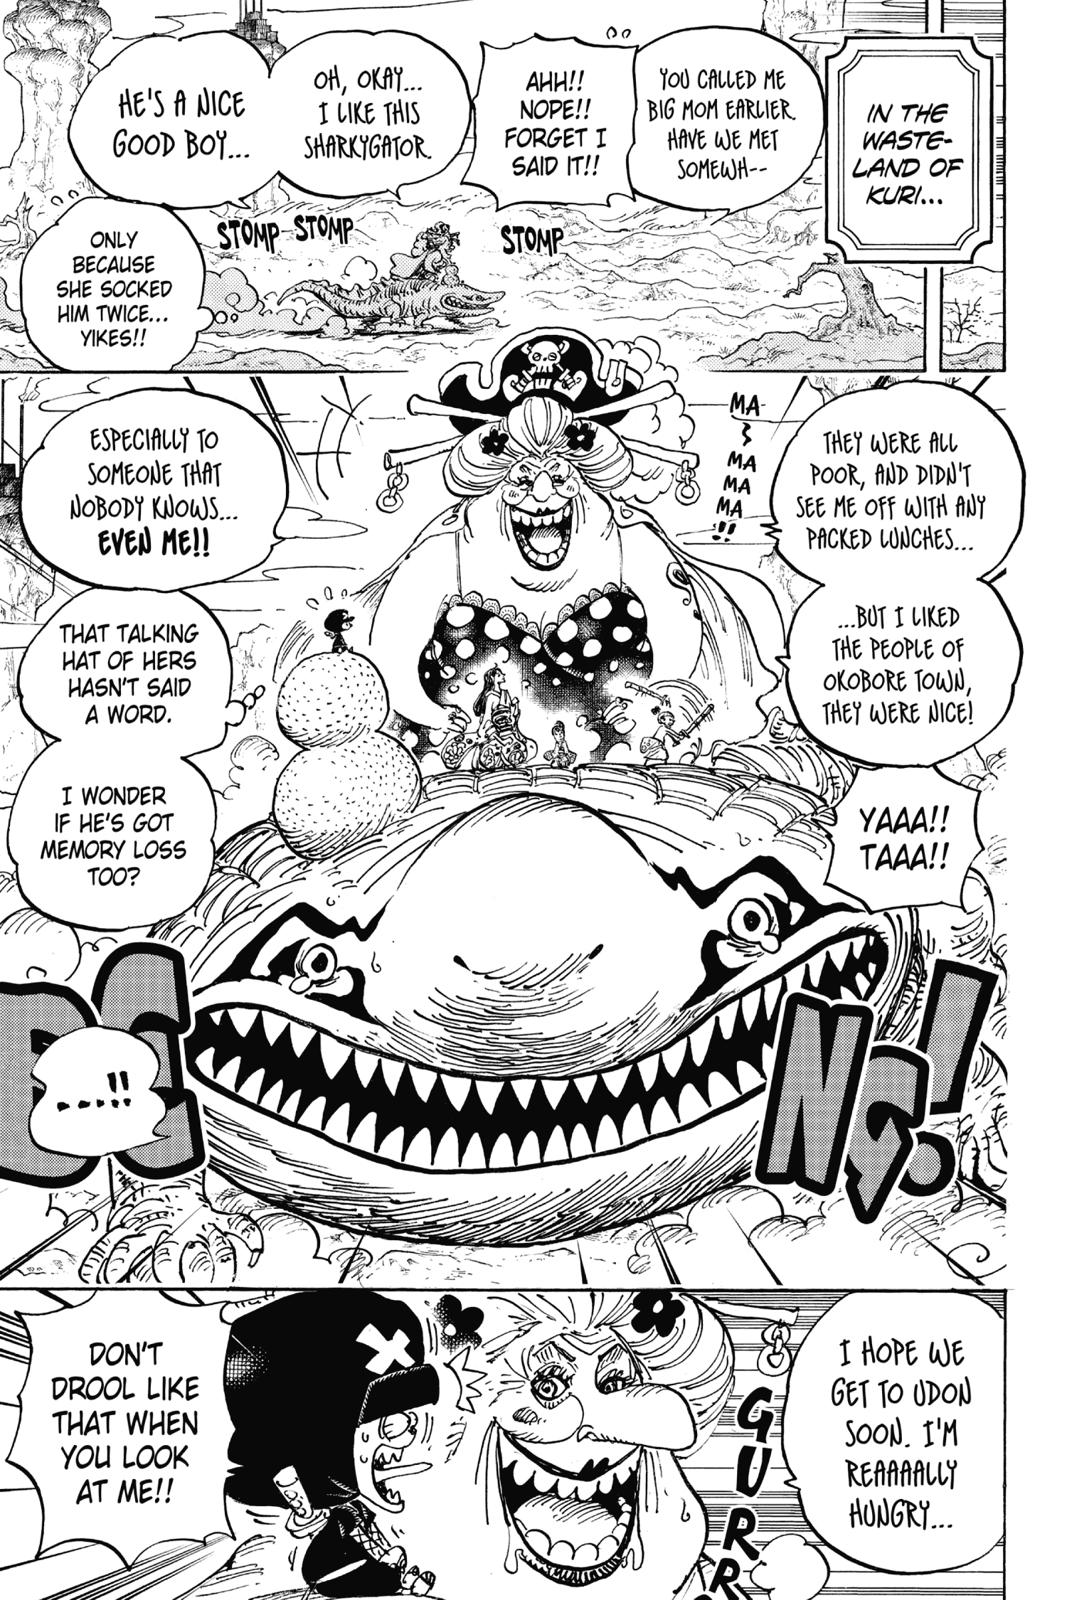 IN THE
WASTE-
LAND OF
KURI...
YOU CALLED ME
BIG MOM EARLIER.
HAVE WE MET
SOMEWH--
AHH!!
NOPE!!
FORGET I
SAID IT!!
OH, OKAY...
I LIKE THIS
SHARKYGATOR.
HE'S A NICE
GOOD BOY...
ONLY
BECAUSE
SHE SOCKED
HIM TWICE...
YIKES!!
STOMP
STOMP
STOMP
THEY WERE ALL
POOR, AND DIDN'T
SEE ME OFF WITH ANY
PACKED LUNCHES...
...BUT I LIKED
THE PEOPLE OF
OKOBORE TOWN,
THEY WERE NICE!
MA
MA
MA
MA
!!
YAAA!!
TAAA!!
ESPECIALLY TO
SOMEONE THAT
NOBODY KNOWS...
EVEN ME!!
THAT TALKING
HAT OF HERS
HASN'T SAID
A WORD.
I WONDER
IF HE'S GOT
MEMORY LOSS
TOO?
.....!!
NG!
I HOPE WE
GET TO UDON
SOON. I'M
REAAAALLY
HUNGRY...
GURRR
DON'T
DROOL LIKE
THAT WHEN
YOU LOOK
AT ME!!